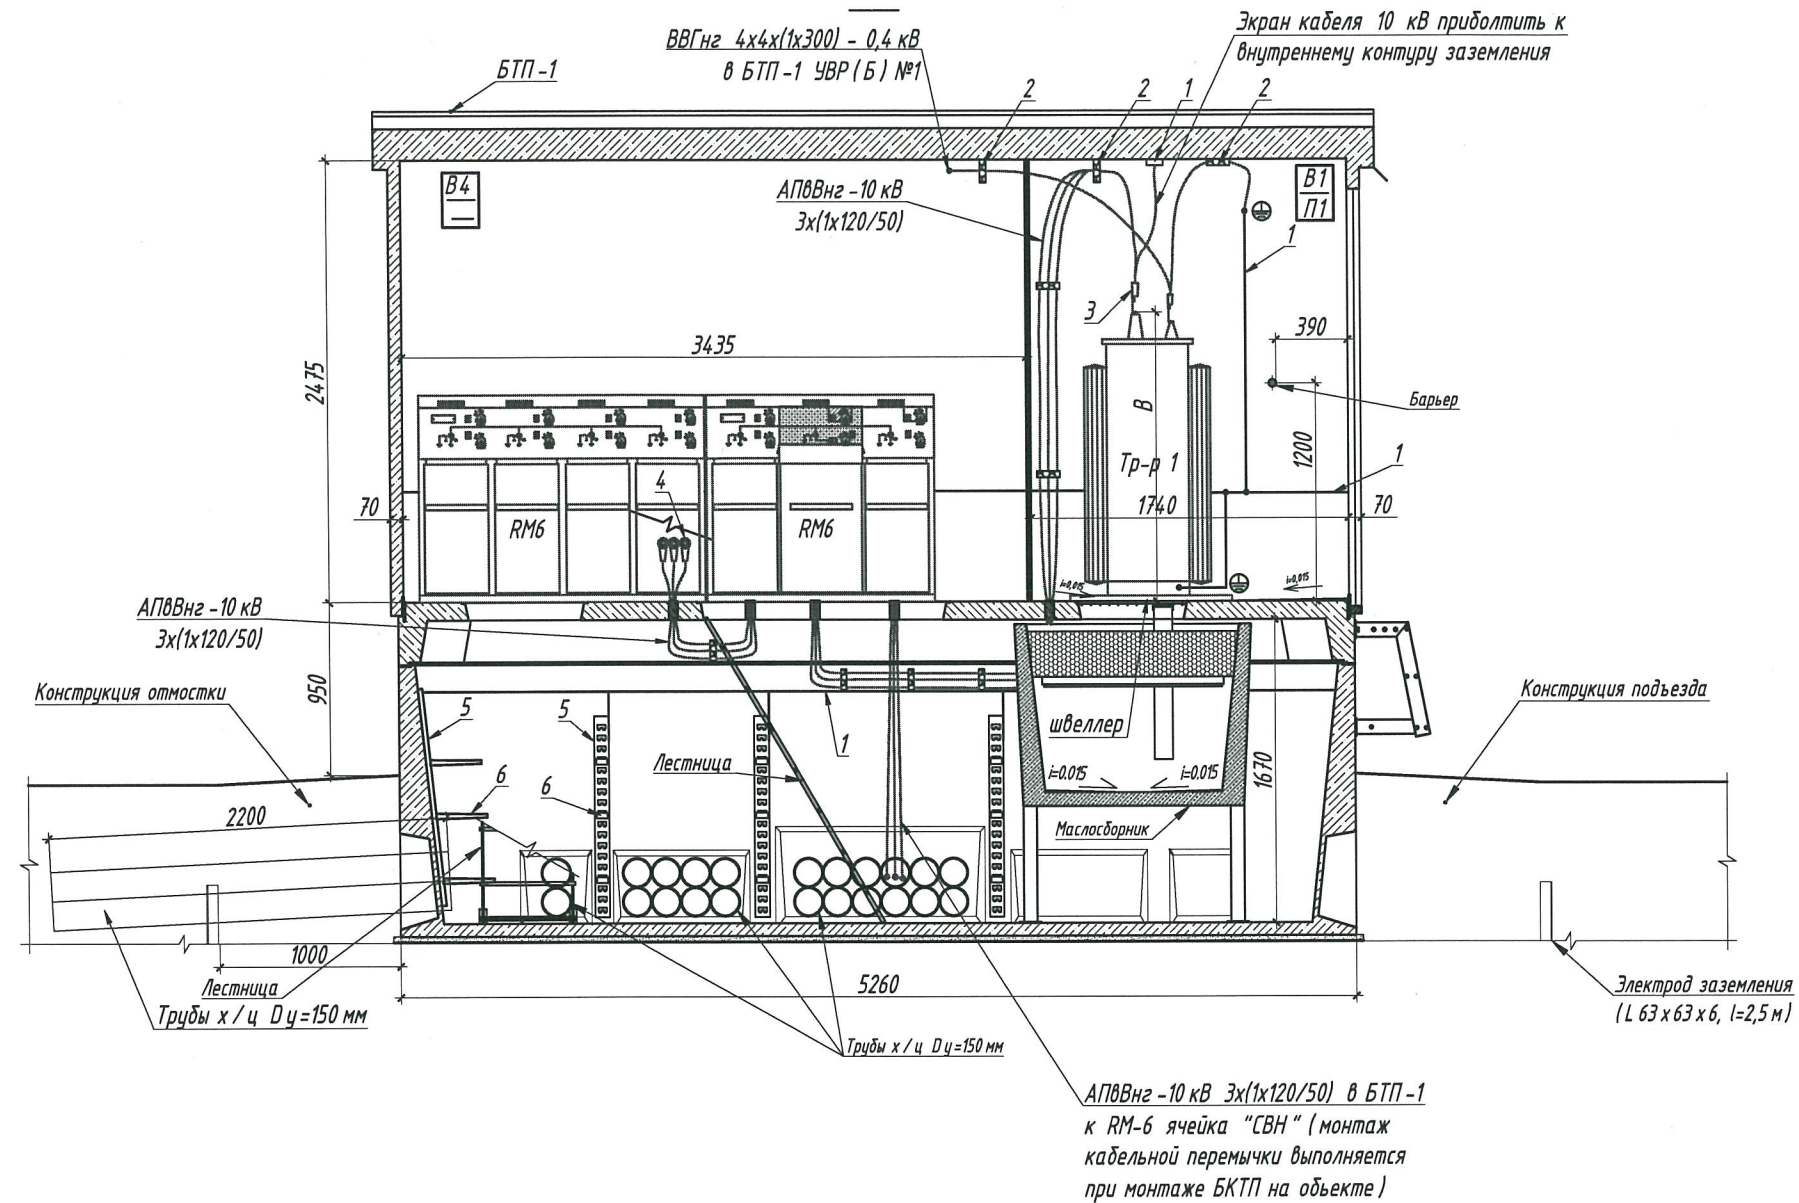 ВВГнг 4х4х(1х300) - 0,4 кВ
в БТП-1 УВР(Б) №1
Экран кабеля 10 кВ приболтить к
внутреннему контуру заземления
БТП-1
2
2
1
2
В4
АПвВнг-10 кВ
3х(1х120/50)
В1
П1
1
3
3435
390
2475
В
Барьер
Тр-р 1
1200
1
4
70
1740
70
RM6
RM6
i=0,015
i=0,015
АПвВнг-10 кВ
3х(1х120/50)
950
Конструкция отмостки
Конструкция подъезда
5
5
швеллер
1
Лестница
6
6
i=0.015
i=0.015
1670
2200
Маслосборник
1000
5260
Лестница
Трубы х/ц Dу=150 мм
Электрод заземления
(L 63х63х6, l=2,5м)
Трубы х/ц Dу=150 мм
АПвВнг-10 кВ 3х(1х120/50) в БТП-1
к RM-6 ячейка "СВН" (монтаж
кабельной перемычки выполняется
при монтаже БКТП на обьекте)